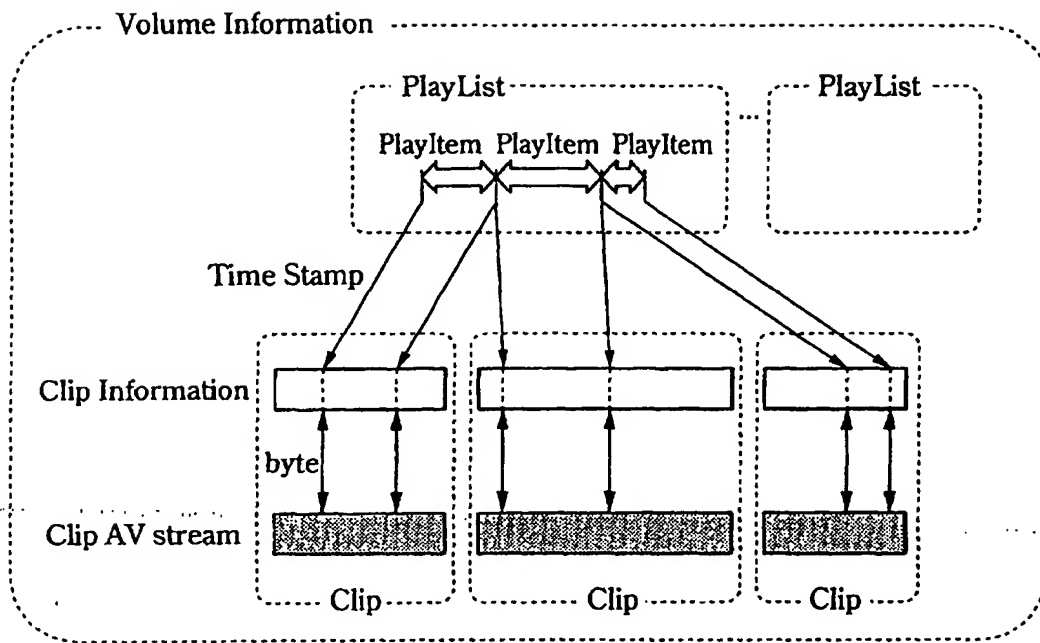 Volume Information
PlayList
...
PlayList
PlayItem PlayItem PlayItem
Time Stamp
Clip Information
byte
Clip AV stream
Clip
Clip
Clip